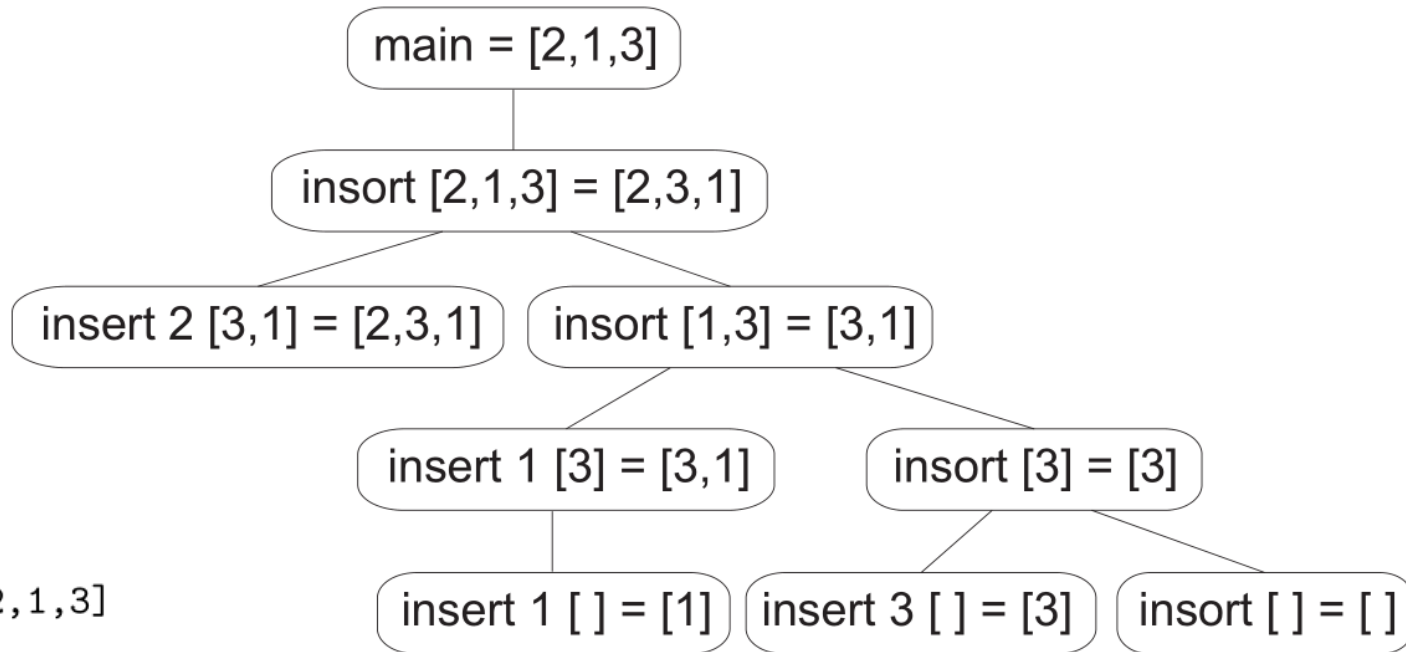 main = [2,1,3]
insort [2,1,3] = [2,3,1]
insert 2 [3,1] = [2,3,1]
insort [1,3] = [3,1]
insert 1 [3] = [3,1]
insort [3] = [3]
,1,3]
insert 1 [ ] = [1]
insert 3 [ ] = [3]
insort [ ] = [ ]